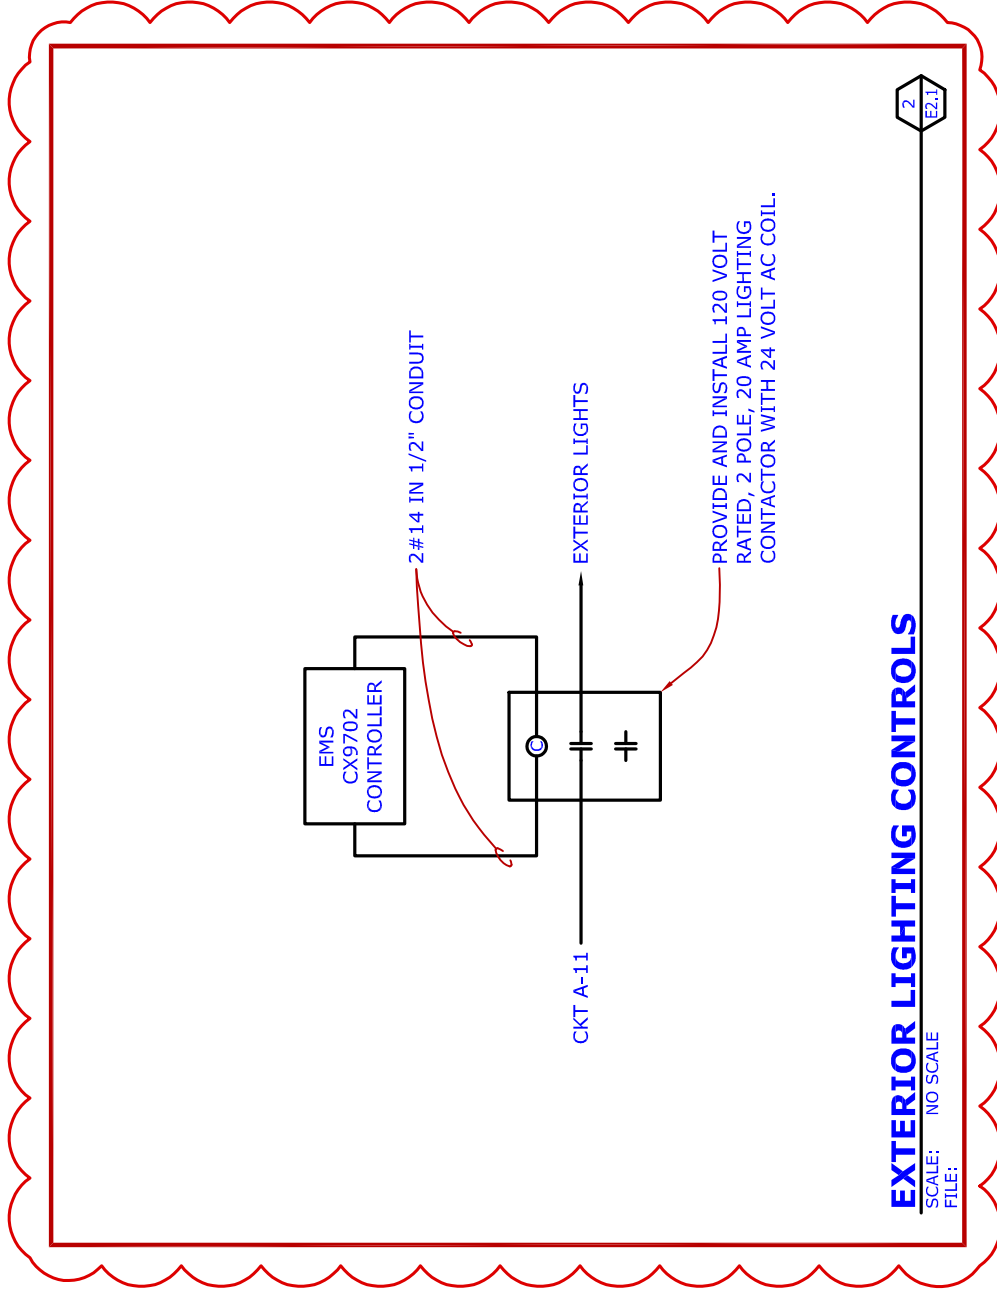 EMS
CX9702
CONTROLLER
2#14 IN 1/2" CONDUIT
C
CKT A-11
EXTERIOR LIGHTS
PROVIDE AND INSTALL 120 VOLT
RATED, 2 POLE, 20 AMP LIGHTING
CONTACTOR WITH 24 VOLT AC COIL.
EXTERIOR LIGHTING CONTROLS
SCALE: NO SCALE
FILE:
2
E2.1